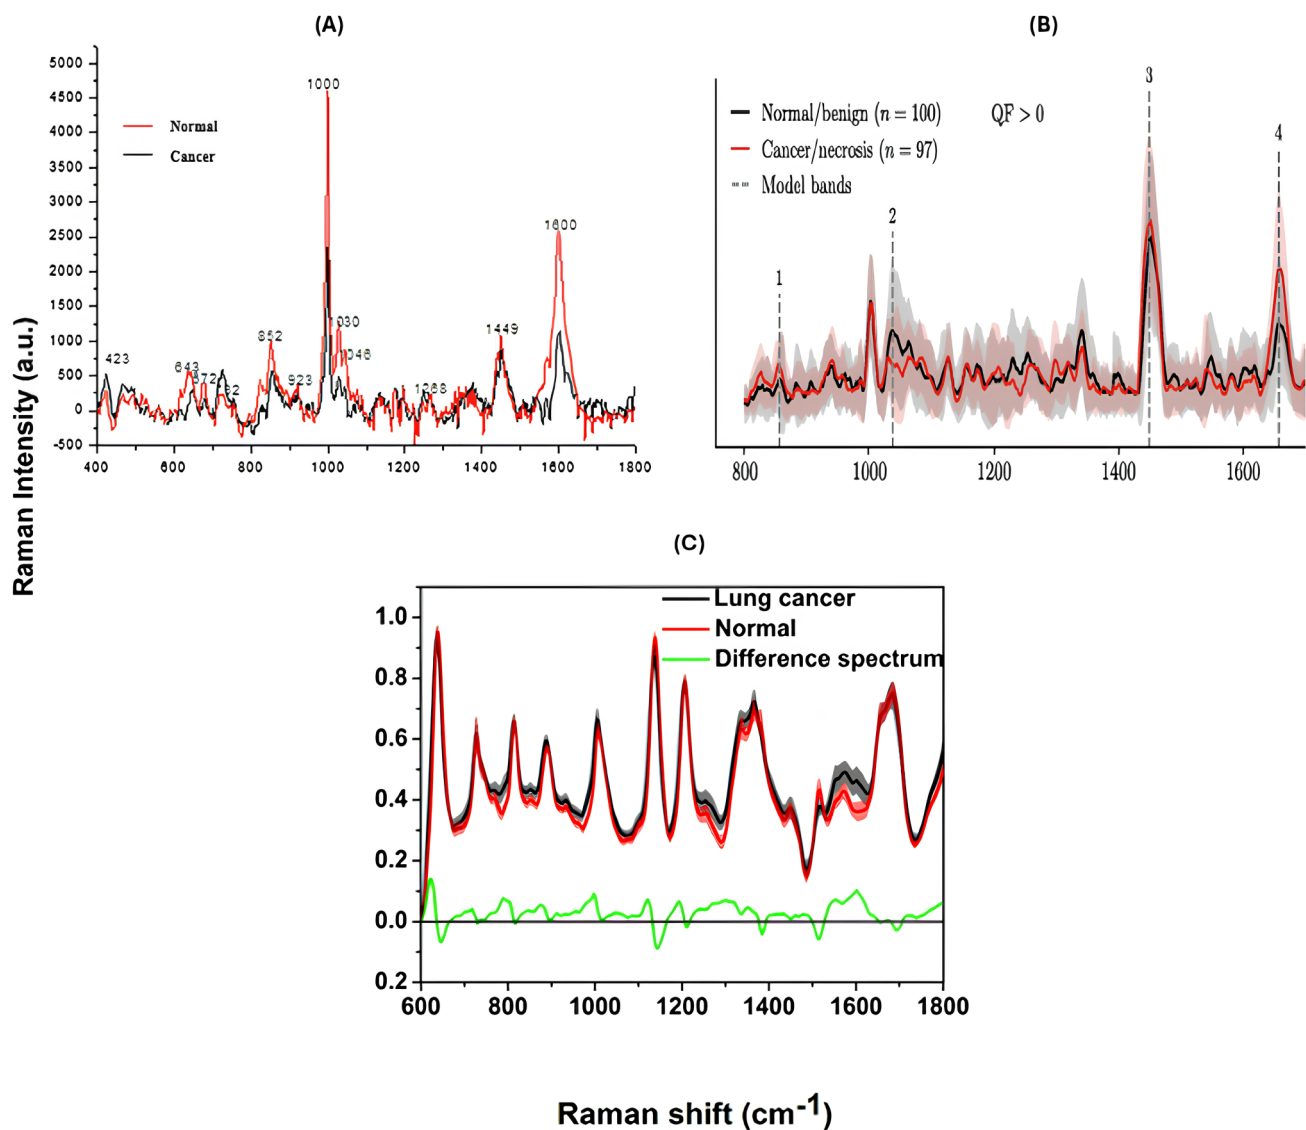 (A)
(B)
5000
4500
4000
3500
3000
2500
2000
1500
1000
500
0
-500
Normal
Cancer
1000
1600
423
643
672
852
923
1030
1046
1268
1449
400 600 800 1000 1200 1400 1600 1800
Normal/benign (n = 100) QF > 0
Cancer/necrosis (n = 97)
Model bands
1
2
3
4
800 1000 1200 1400 1600
Raman Intensity (a.u.)
(C)
Lung cancer
Normal
Difference spectrum
1.0
0.8
0.6
0.4
0.2
0.0
0.2
600 800 1000 1200 1400 1600 1800
Raman shift (cm-1)